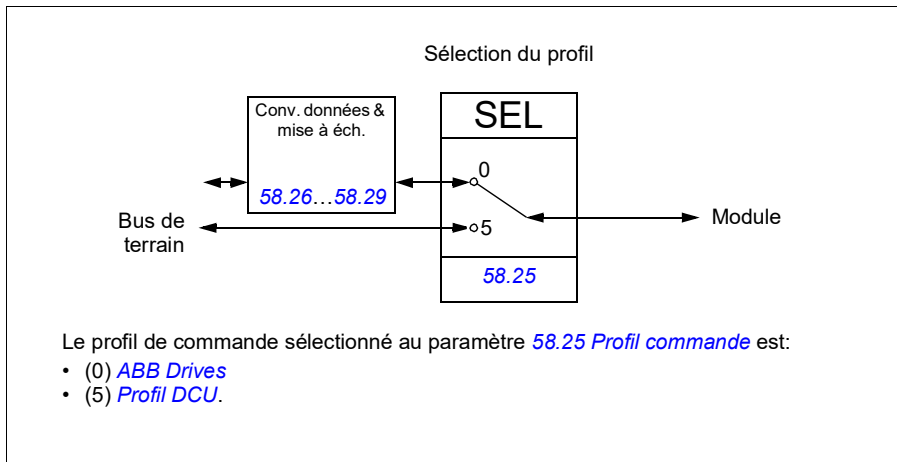 Sélection du profil
Conv. données &
mise à éch.
SEL
0
58.26…58.29
Bus de
terrain
5
Module
58.25
Le profil de commande sélectionné au paramètre 58.25 Profil commande est:
• (0) ABB Drives
• (5) Profil DCU.